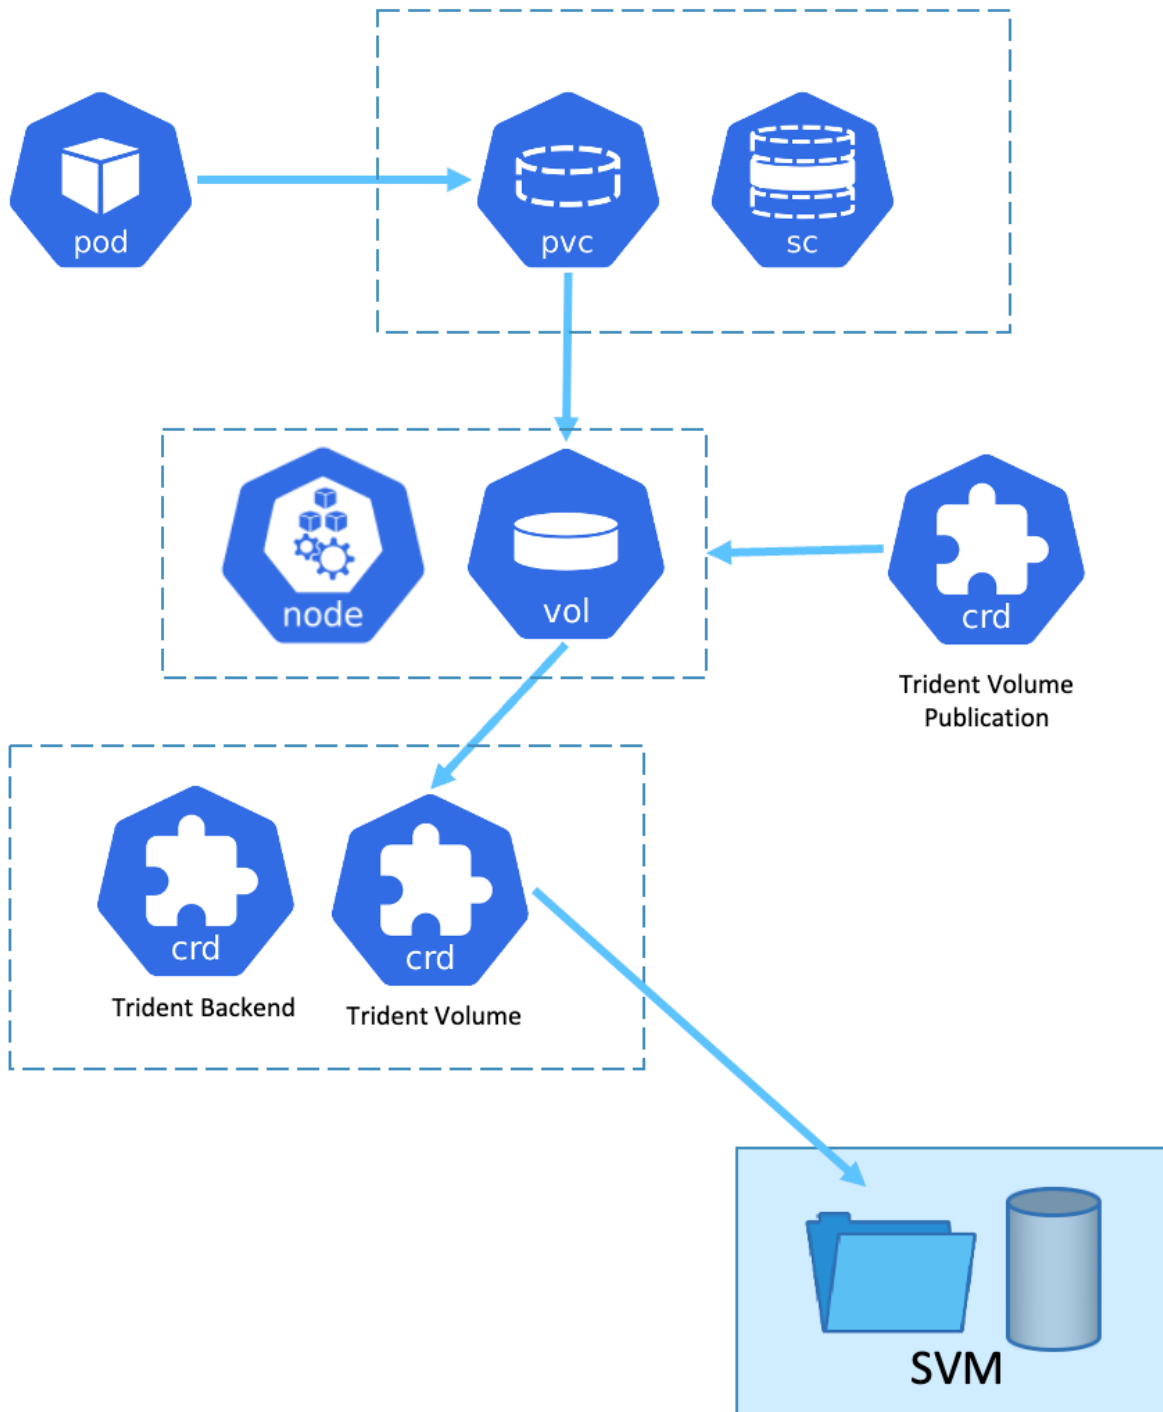 pod
pvc
sc
node
vol
crd
Trident Volume
Publication
crd
Trident Backend
crd
Trident Volume
SVM